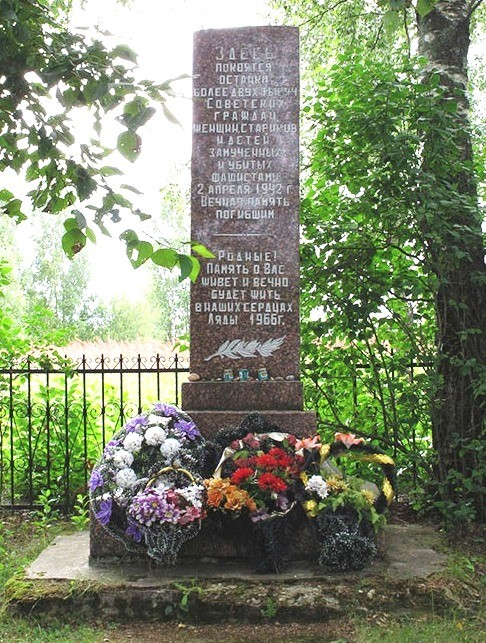 Здесь
покоятся
останки
более двух тысяч
Советских
граждан
женщин, стариков
и детей
замученных
и убитых
фашистами
2 апреля 1942 г.
Вечная память
погибшим
Родные!
Память о Вас
живет и вечно
будет жить
в наших сердцах
Ляды 1966г.